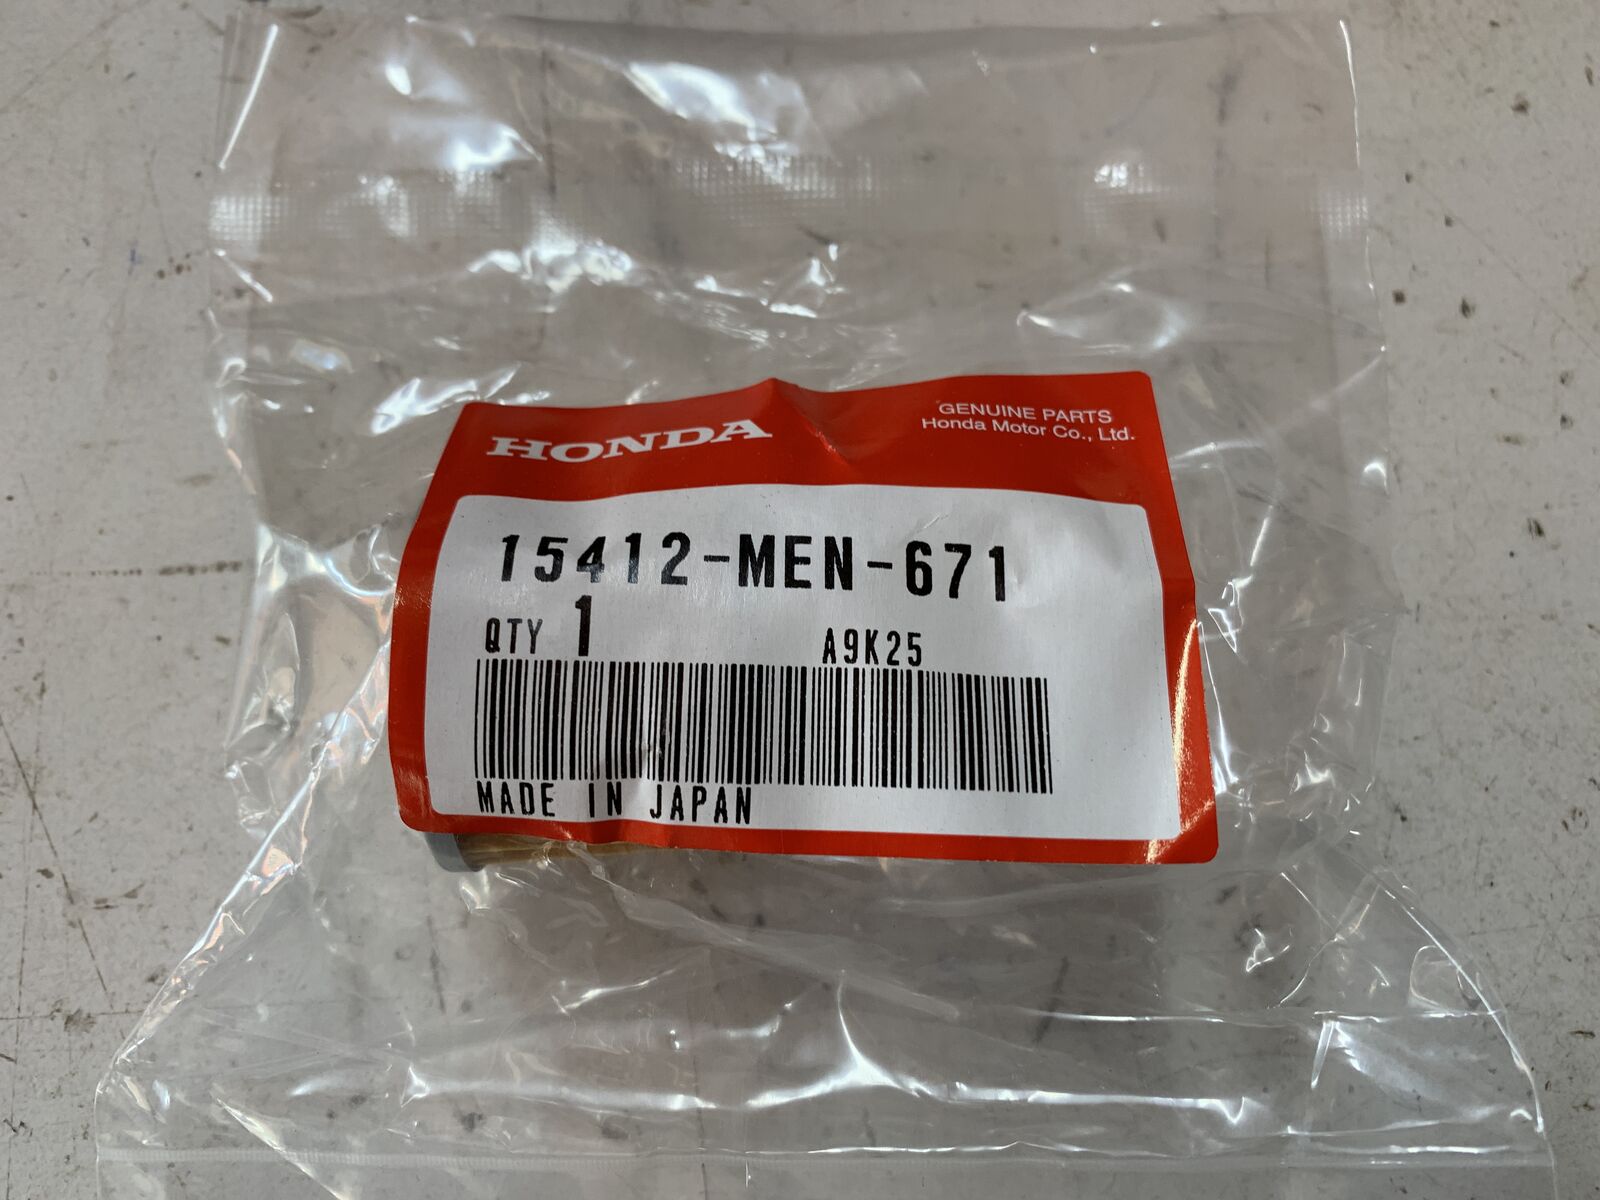 HONDA
GENUINE PARTS
Honda Motor Co., Ltd.
15412-MEN-671
QTY 1 A9K25
MADE IN JAPAN